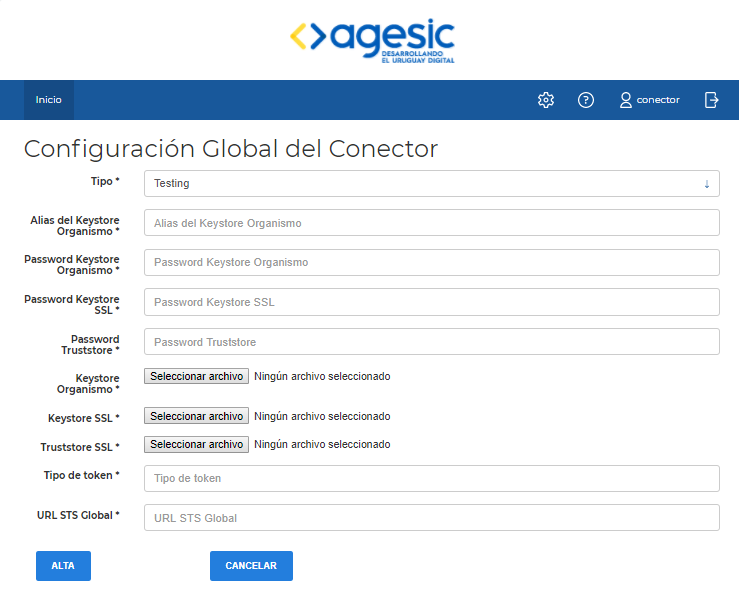 agesic
DESARROLLANDO
EL URUGUAY DIGITAL
Inicio
conector
Configuración Global del Conector
Tipo *
Testing
Alias del Keystore
Organismo *
Alias del Keystore Organismo
Password Keystore
Organismo *
Password Keystore Organismo
Password Keystore
SSL *
Password Keystore SSL
Password
Truststore *
Password Truststore
Keystore
Organismo *
Seleccionar archivo Ningún archivo seleccionado
Keystore SSL *
Seleccionar archivo Ningún archivo seleccionado
Truststore SSL *
Seleccionar archivo Ningún archivo seleccionado
Tipo de token *
Tipo de token
URL STS Global *
URL STS Global
ALTA
CANCELAR